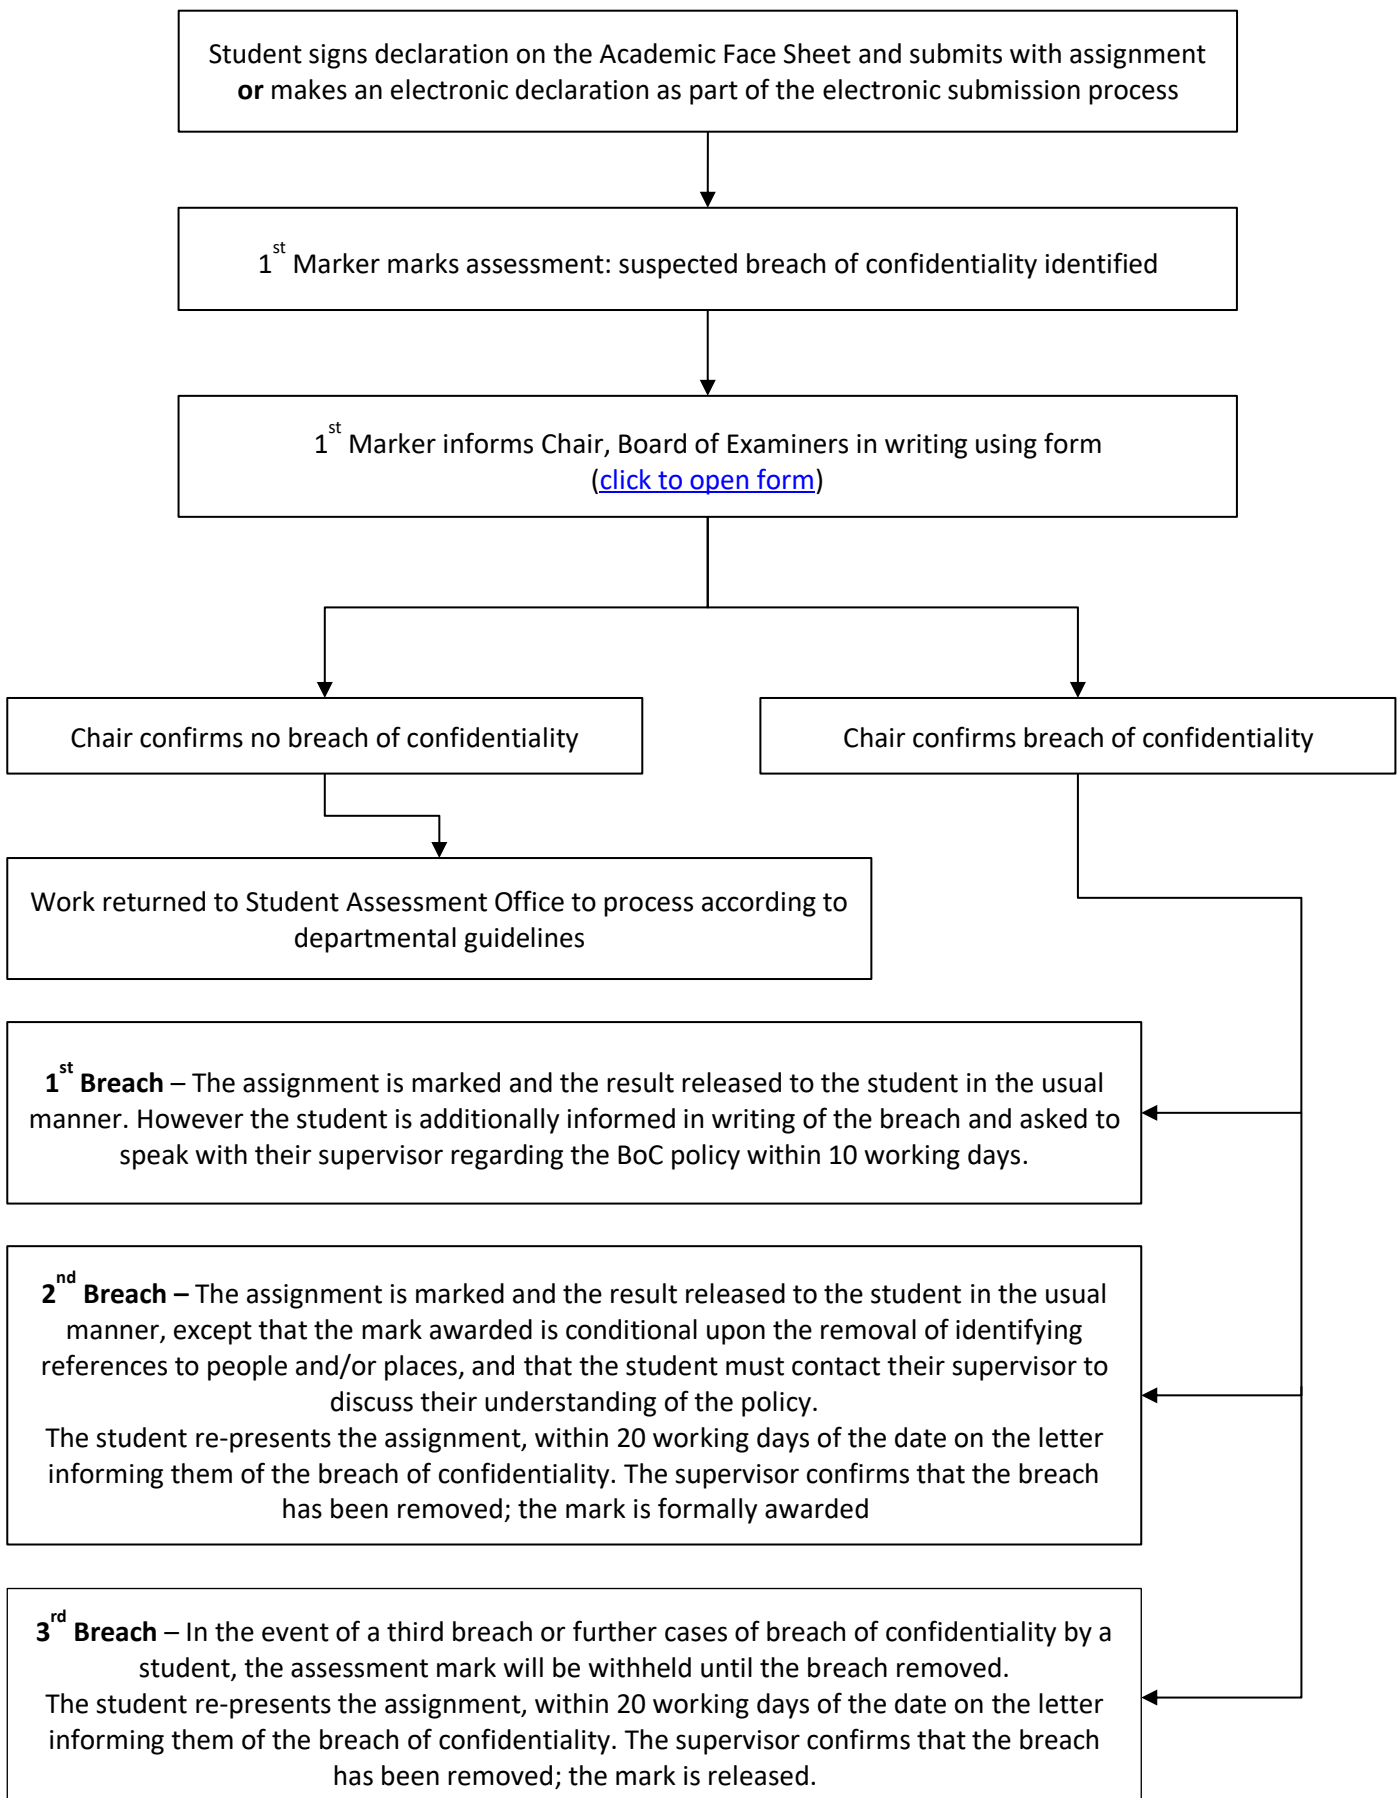 Student signs declaration on the Academic Face Sheet and submits with assignment
or makes an electronic declaration as part of the electronic submission process
1st Marker marks assessment: suspected breach of confidentiality identified
1st Marker informs Chair, Board of Examiners in writing using form
(click to open form)
Chair confirms no breach of confidentiality
Chair confirms breach of confidentiality
Work returned to Student Assessment Office to process according to
departmental guidelines
1st Breach – The assignment is marked and the result released to the student in the usual
manner. However the student is additionally informed in writing of the breach and asked to
speak with their supervisor regarding the BoC policy within 10 working days.
2nd Breach – The assignment is marked and the result released to the student in the usual
manner, except that the mark awarded is conditional upon the removal of identifying
references to people and/or places, and that the student must contact their supervisor to
discuss their understanding of the policy.
The student re-presents the assignment, within 20 working days of the date on the letter
informing them of the breach of confidentiality. The supervisor confirms that the breach
has been removed; the mark is formally awarded
3rd Breach – In the event of a third breach or further cases of breach of confidentiality by a
student, the assessment mark will be withheld until the breach removed.
The student re-presents the assignment, within 20 working days of the date on the letter
informing them of the breach of confidentiality. The supervisor confirms that the breach
has been removed; the mark is released.